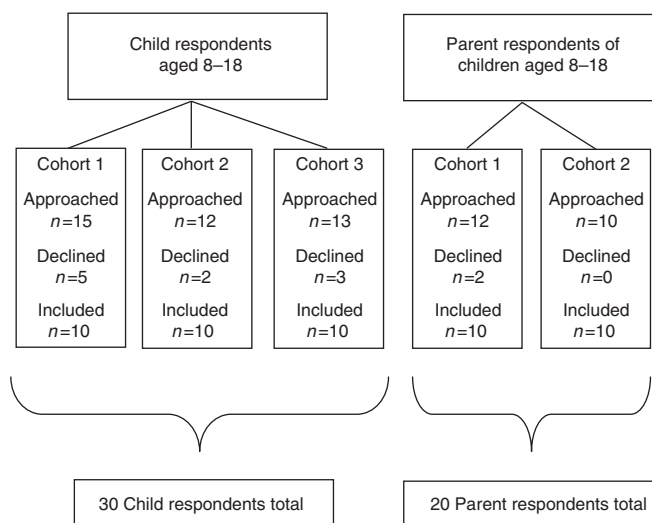 Child respondents
aged 8–18
Parent respondents of
children aged 8–18
Cohort 1
Approached
n=15
Declined
n=5
Included
n=10
Cohort 2
Approached
n=12
Declined
n=2
Included
n=10
Cohort 3
Approached
n=13
Declined
n=3
Included
n=10
Cohort 1
Approached
n=12
Declined
n=2
Included
n=10
Cohort 2
Approached
n=10
Declined
n=0
Included
n=10
30 Child respondents total
20 Parent respondents total